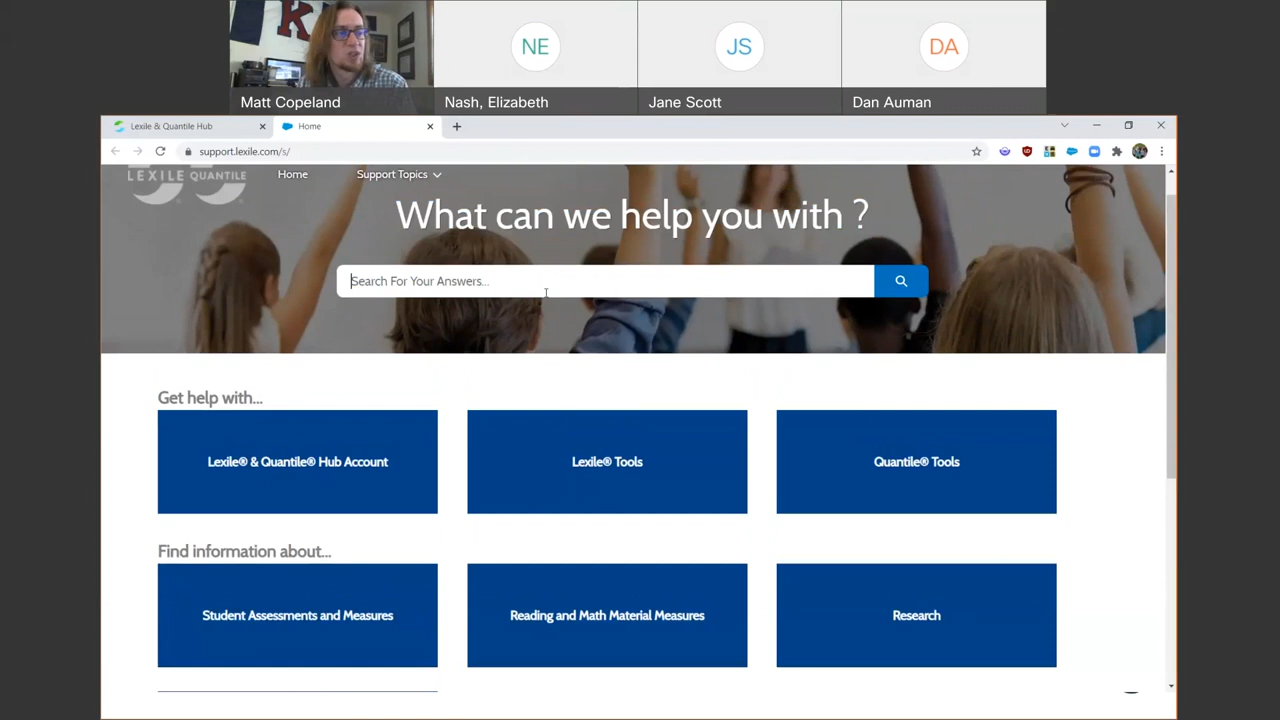 K
NE
JS
DA
Matt Copeland
Nash, Elizabeth
Jane Scott
Dan Auman
Lexile & Quantile Hub
Home
support.lexile.com/s/
LEXILE QUANTILE
Home
Support Topics
What can we help you with ?
Search For Your Answers...
Get help with...
Lexile® & Quantile® Hub Account
Lexile® Tools
Quantile® Tools
Find information about...
Student Assessments and Measures
Reading and Math Material Measures
Research